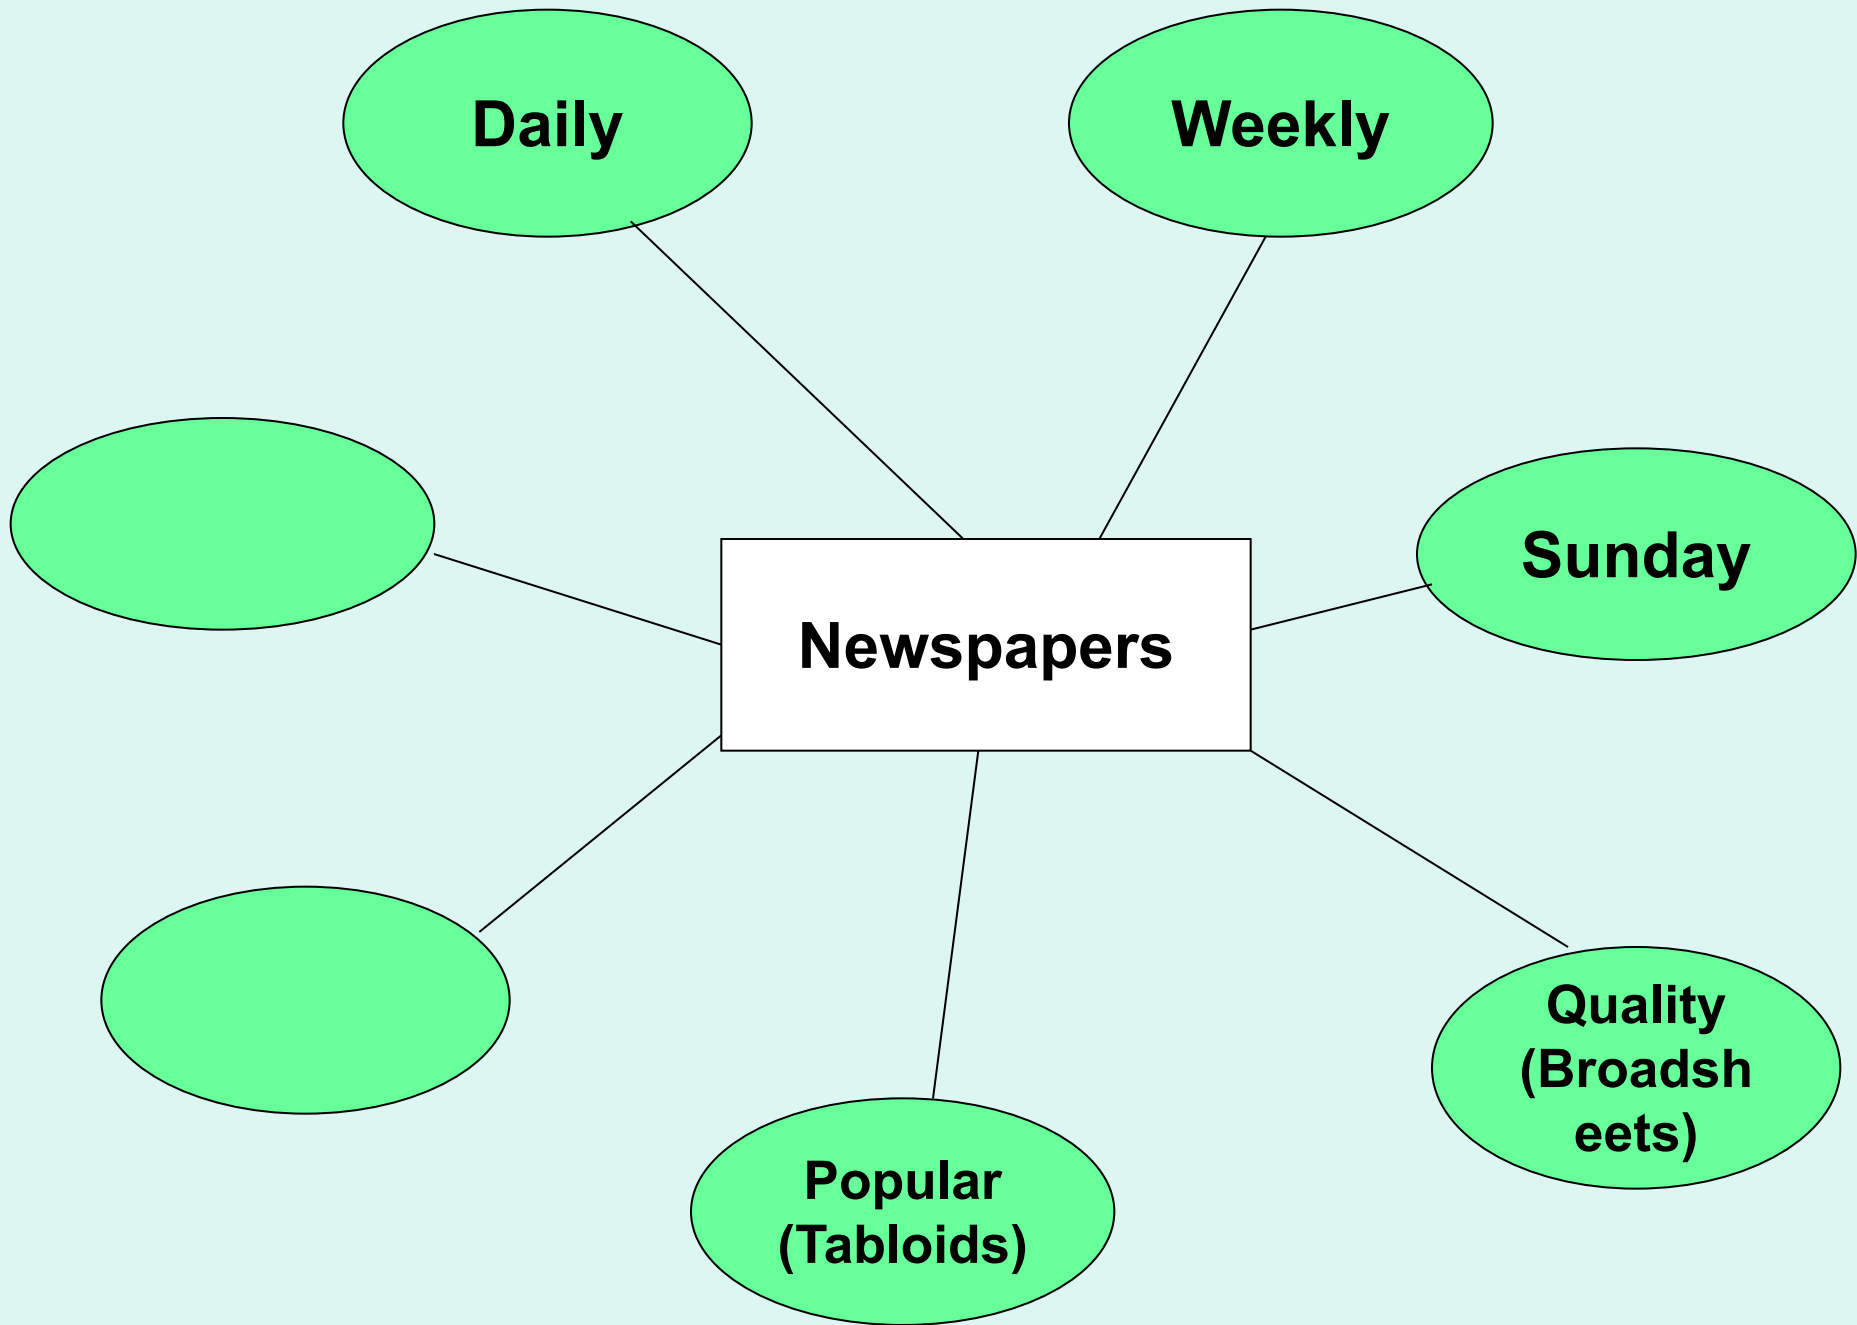 Daily
Weekly
Sunday
Newspapers
Quality
(Broadsh
eets)
Popular
(Tabloids)